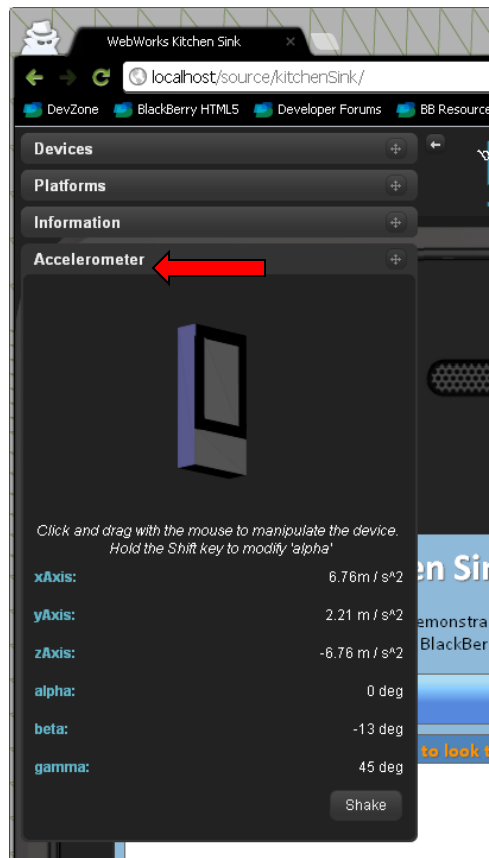 WebWorks Kitchen Sink
localhost/source/kitchenSink/
DevZone BlackBerry HTML5 Developer Forums BB Resource
Devices
Platforms
Information
Accelerometer
Click and drag with the mouse to manipulate the device.
Hold the Shift key to modify 'alpha'
xAxis: 6.76m / s^2
yAxis: 2.21 m / s^2
zAxis: -6.76 m / s^2
alpha: 0 deg
beta: -13 deg
gamma: 45 deg
Shake
en Sin
emonstra
BlackBer
to look t